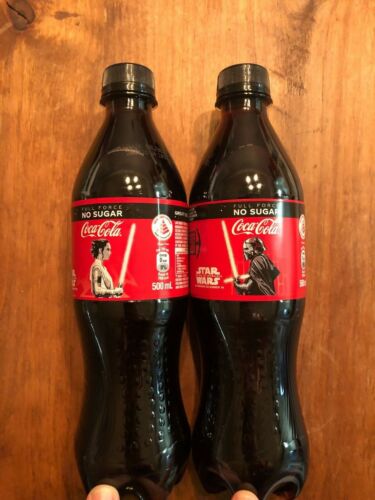 FULL FORCE
NO SUGAR
Coca-Cola
500 mL
FULL FORCE
NO SUGAR
Coca-Cola
STAR
WARS